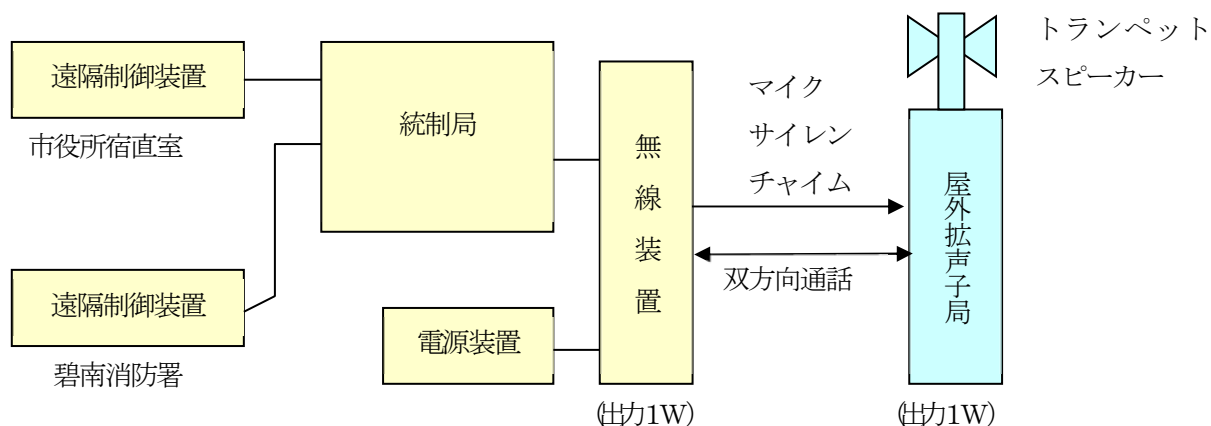 遠隔制御装置
市役所宿直室
遠隔制御装置
碧南消防署
統制局
電源装置
無線装置
(出力1W)
マイク
サイレン
チャイム
双方向通話
トランペット
スピーカー
屋外拡声子局
(出力1W)